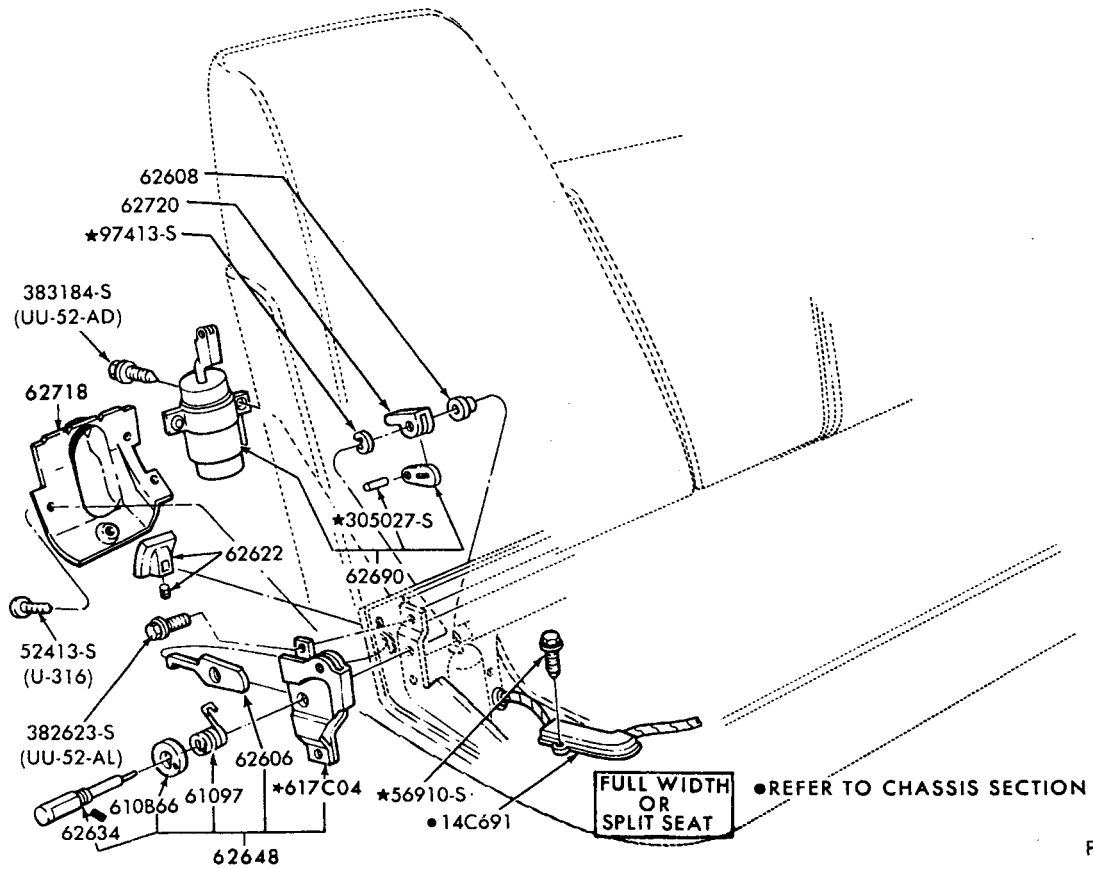 62608
62720
★97413-S
383184-S
(UU-52-AD)
62718
★305027-S
62622
62690
52413-S
(U-316)
382623-S
(UU-52-AL)
62606
*617C04
★56910-S
610B66
61097
62634
●14C691
62648
FULL WIDTH
OR
SPLIT SEAT
●REFER TO CHASSIS SECTION
P